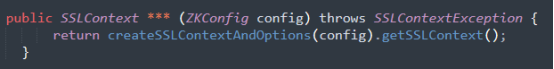 public SSLContext *** (ZKConfig config) throws SSLContextException {
return createSSLContextAndOptions(config).getSSLContext();
}